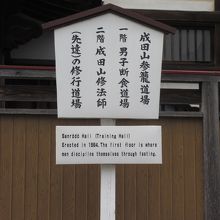 成田山参籠道場
一階 男子断食道場
二階 成田山修法師
(先達)の修行道場
Sanrodō Hall (Training Hall)
Erected in 1964. The first floor is where
men discipline themselves through fasting.